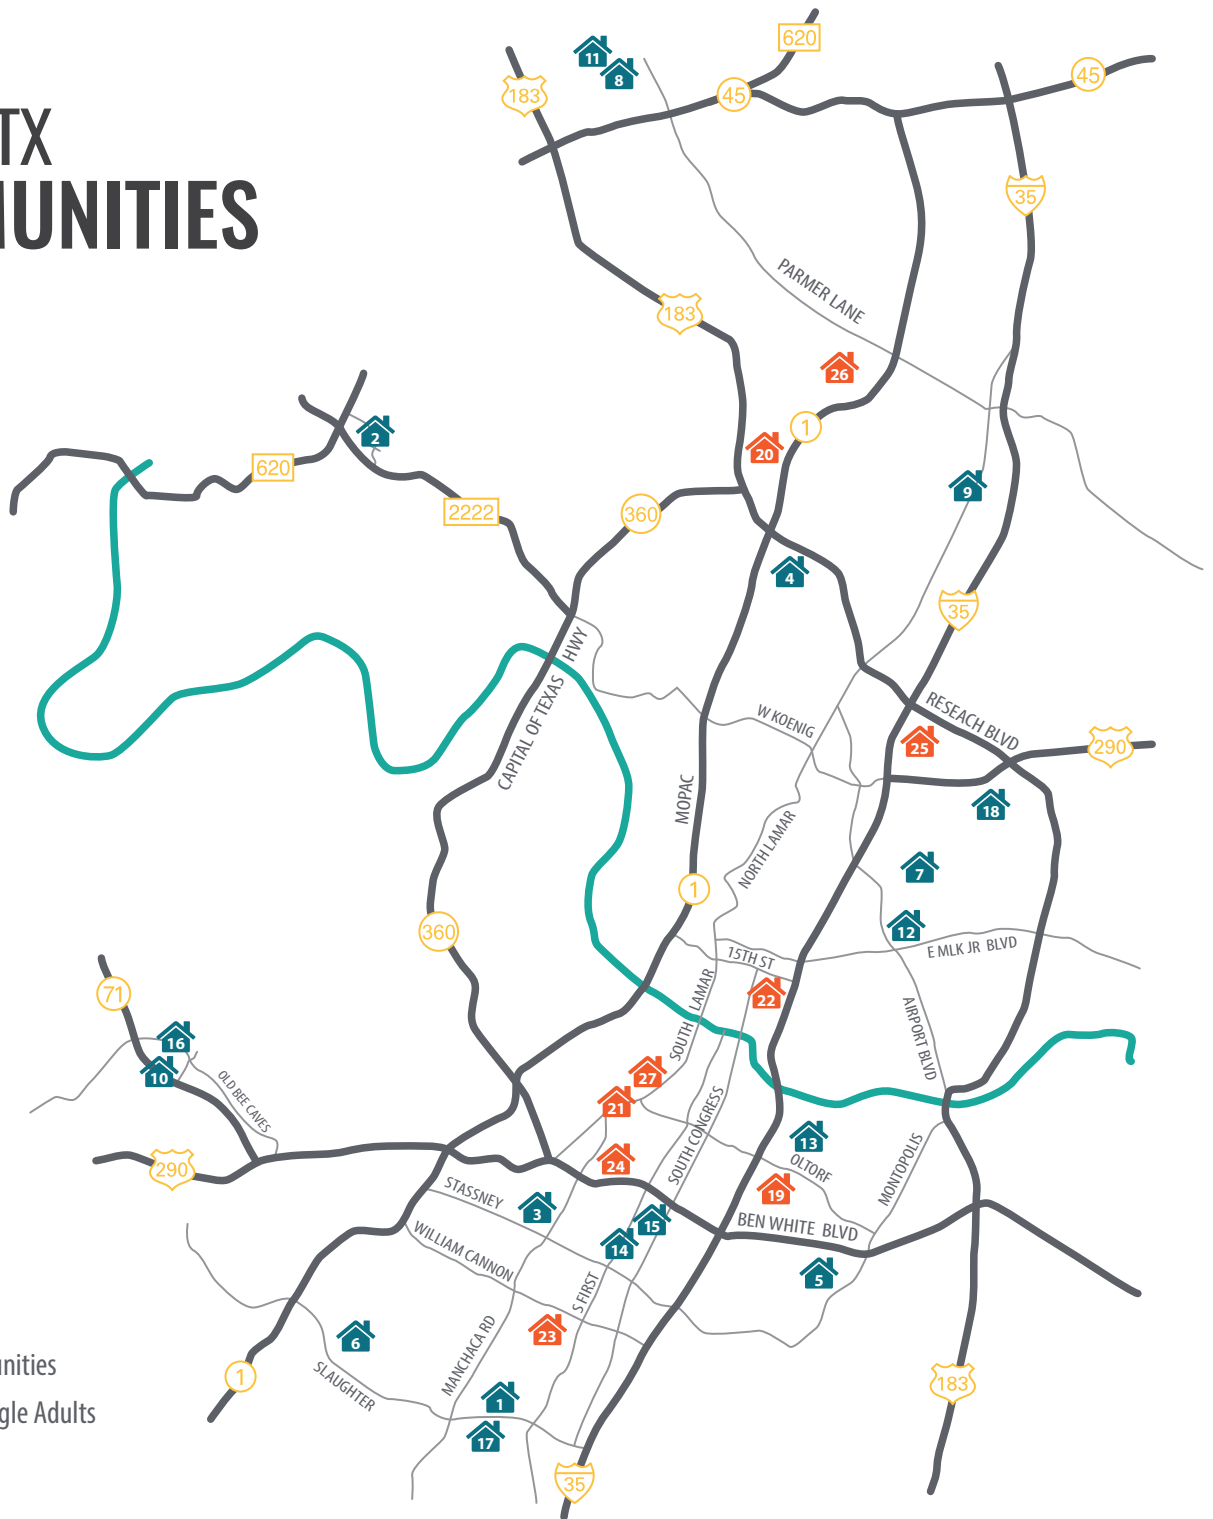 TX
MUNITIES
11
8
620
183
45
45
35
PARMER LANE
183
26
1
20
2
620
2222
9
360
4
35
CAPITAL OF TEXAS HWY
W KOENIG
RESEACH BLVD
25
290
MOPAC
18
NORTH LAMAR
7
1
12
360
E MLK JR BLVD
15TH ST
22
71
SOUTH LAMAR
AIRPORT BLVD
16
10
27
OLD BEE CAVES
21
SOUTH CONGRESS
13
MONTOPOLIS
24
OLTORF
290
19
STASSNEY
3
15
BEN WHITE BLVD
14
WILLIAM CANNON
5
S FIRST
23
6
MANCHACA RD
unities
1
SLAUGHTER
183
1
gle Adults
17
35